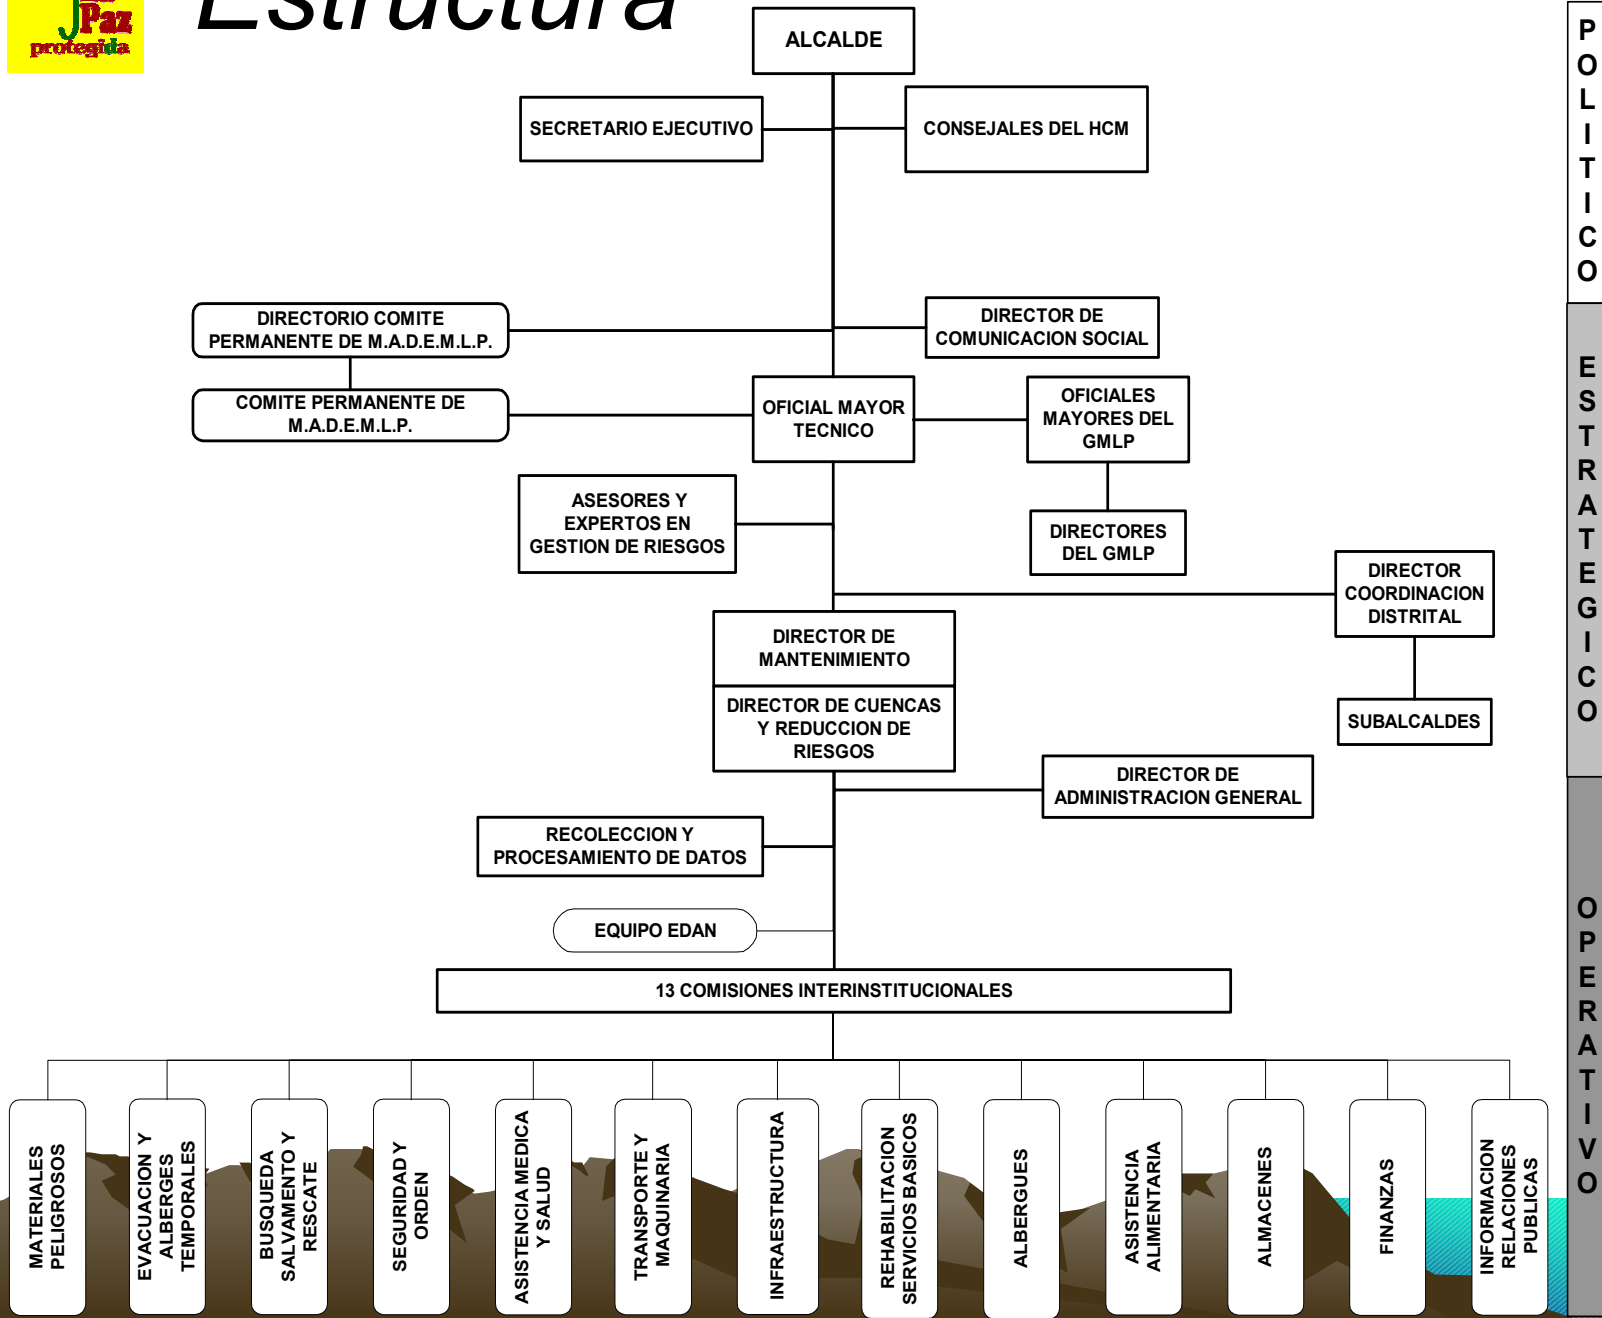 Paz
protegida
Estructura
ALCALDE
SECRETARIO EJECUTIVO
CONSEJALES DEL HCM
DIRECTORIO COMITE
PERMANENTE DE M.A.D.E.M.L.P.
DIRECTOR DE
COMUNICACION SOCIAL
COMITE PERMANENTE DE
M.A.D.E.M.L.P.
OFICIAL MAYOR
TECNICO
OFICIALES
MAYORES DEL
GMLP
ASESORES Y
EXPERTOS EN
GESTION DE RIESGOS
DIRECTORES
DEL GMLP
DIRECTOR
COORDINACION
DISTRITAL
DIRECTOR DE
MANTENIMIENTO
DIRECTOR DE CUENCAS
Y REDUCCION DE
RIESGOS
SUBALCALDES
DIRECTOR DE
ADMINISTRACION GENERAL
RECOLECCION Y
PROCESAMIENTO DE DATOS
EQUIPO EDAN
13 COMISIONES INTERINSTITUCIONALES
MATERIALES
PELIGROSOS
EVACUACION Y
ALBERGES
TEMPORALES
BUSQUEDA
SALVAMENTO Y
RESCATE
SEGURIDAD Y
ORDEN
ASISTENCIA MEDICA
Y SALUD
TRANSPORTE Y
MAQUINARIA
INFRAESTRUCTURA
REHABILITACION
SERVICIOS BASICOS
ALBERGUES
ASISTENCIA
ALIMENTARIA
ALMACENES
FINANZAS
INFORMACION
RELACIONES
PUBLICAS
POLITICO
ESTRATEGICO
OPERATIVO